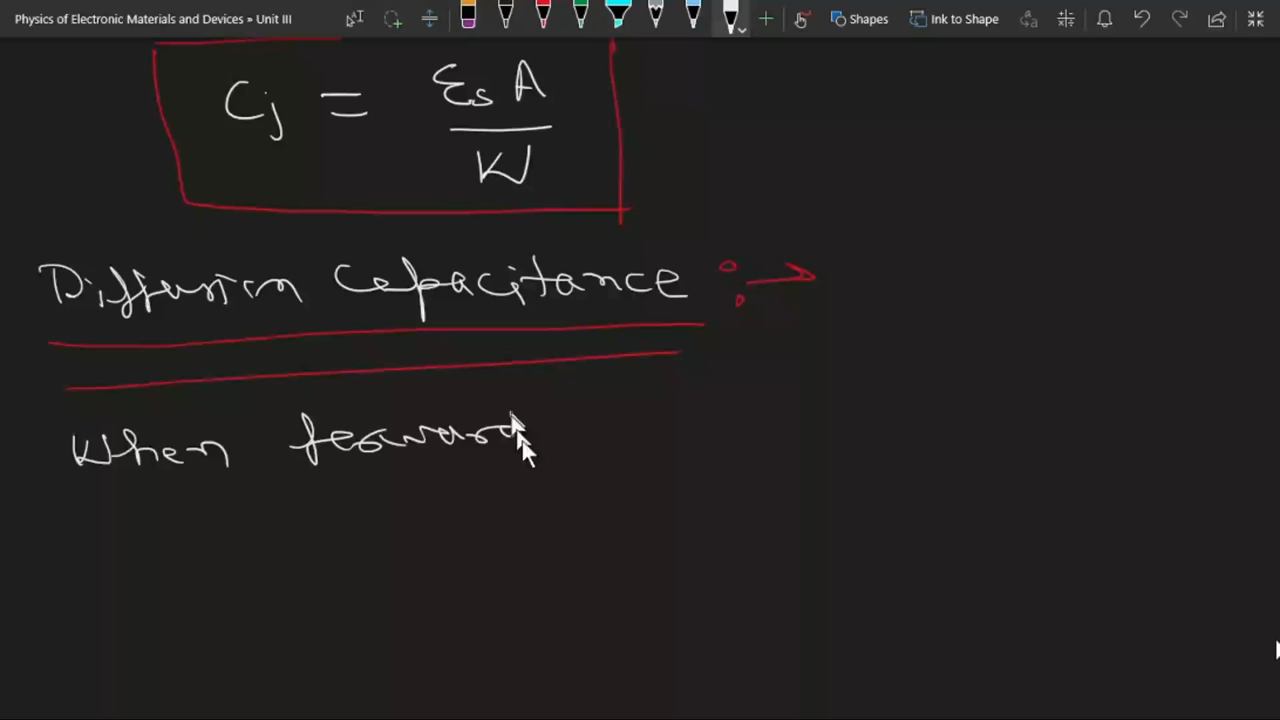 Physics of Electronic Materials and Devices » Unit III
Shapes
Ink to Shape
Cj = εs A / W
Diffusion Capacitance :→
When forward